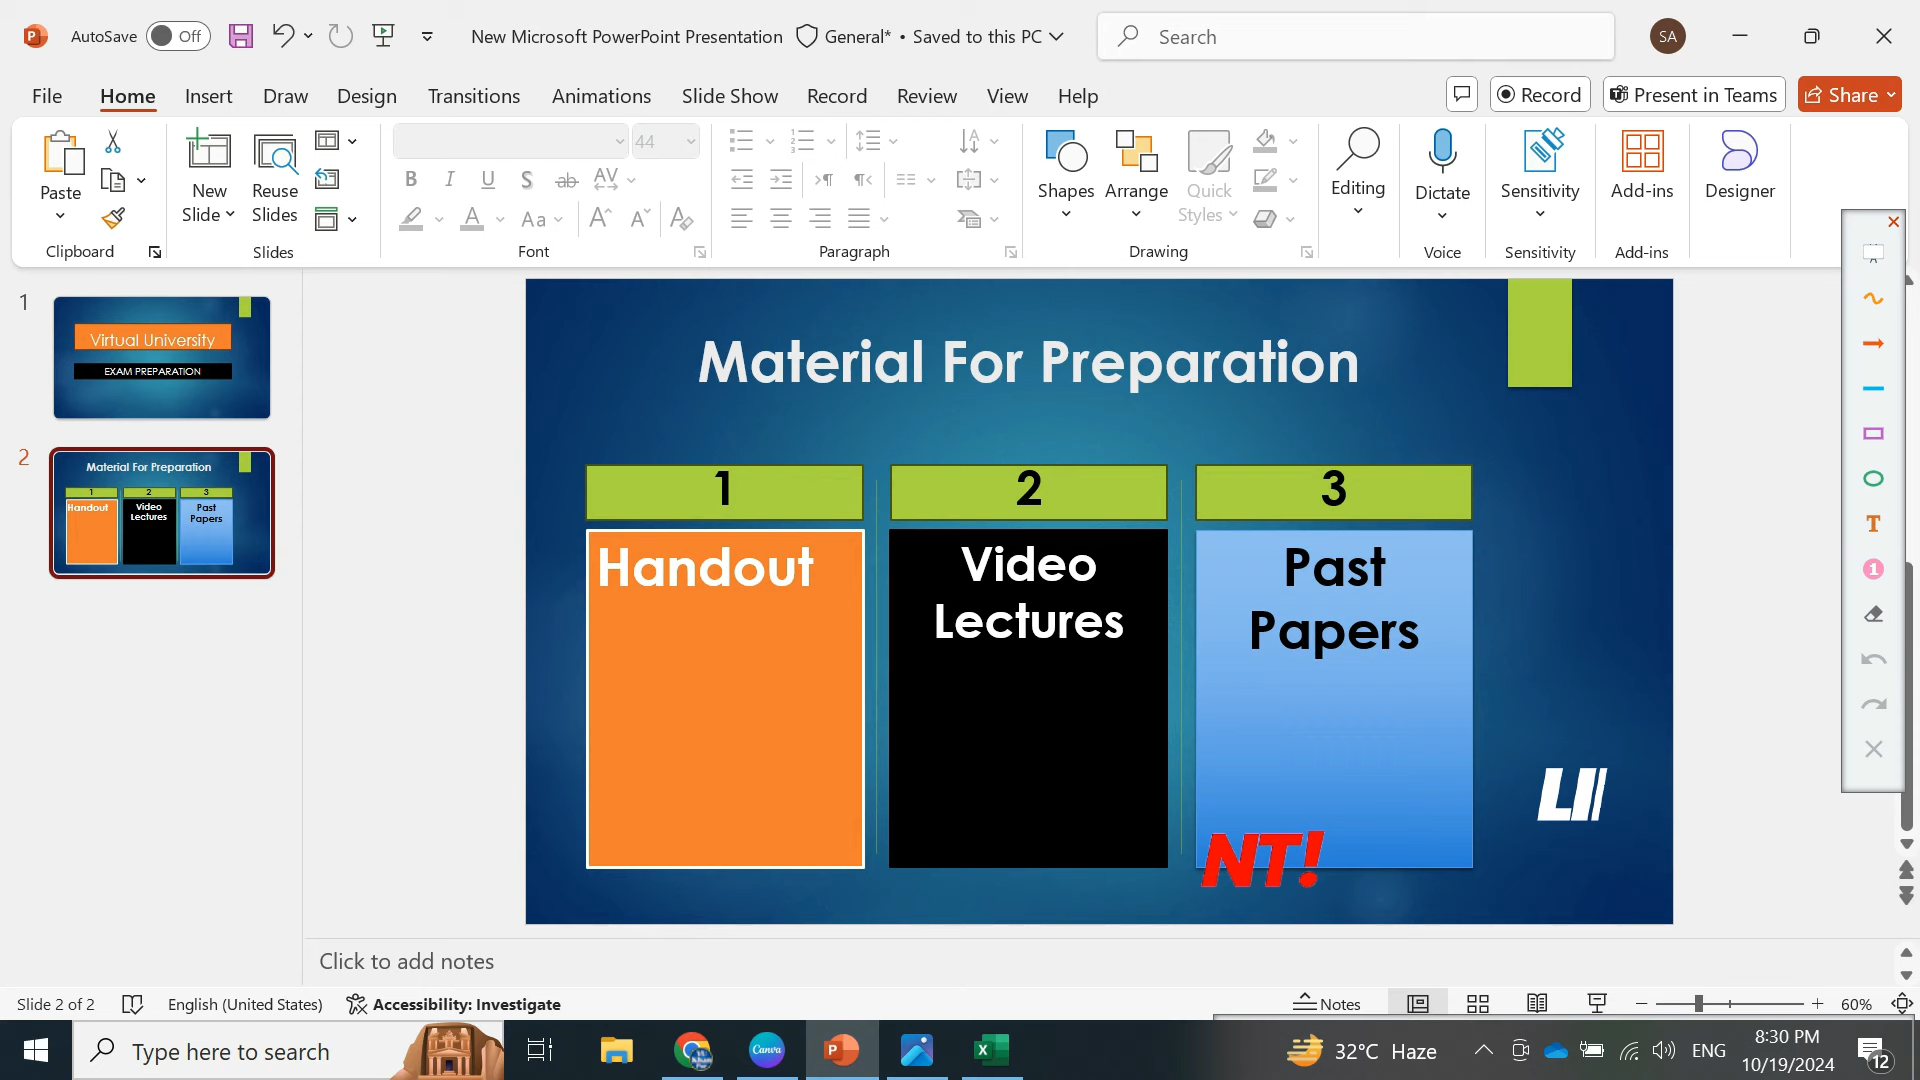 AutoSave Off New Microsoft PowerPoint Presentation General* • Saved to this PC Search SA
File Home Insert Draw Design Transitions Animations Slide Show Record Review View Help Record Present in Teams Share
Paste
New Slide
Reuse Slides
44
B I U S ab AV
Aa A A
Shapes Arrange Quick Styles
Editing
Dictate
Sensitivity
Add-ins
Designer
Clipboard Slides Font Paragraph Drawing Voice Sensitivity Add-ins
1
Virtual University
EXAM PREPARATION
2
Material For Preparation
1 2 3
Handout
Video Lectures
Past Papers
Material For Preparation
1 2 3
Handout
Video
Lectures
Past
Papers
NT!
T
1
Click to add notes
Slide 2 of 2 English (United States) Accessibility: Investigate Notes 60%
Type here to search
Canva
32°C Haze
ENG
8:30 PM
10/19/2024
12